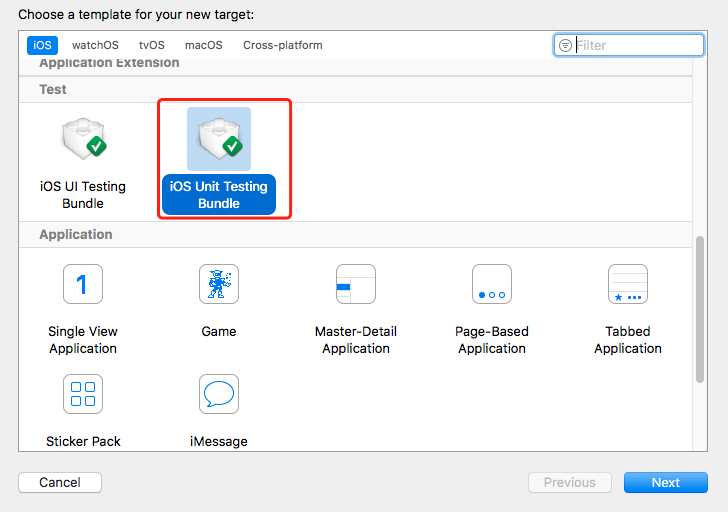 Choose a template for your new target:
iOS watchOS tvOS macOS Cross-platform Filter
Application Extension
Test
iOS UI Testing
Bundle
iOS Unit Testing
Bundle
Application
1
Single View
Application
Game
Master-Detail
Application
Page-Based
Application
Tabbed
Application
Sticker Pack
iMessage
Cancel Previous Next